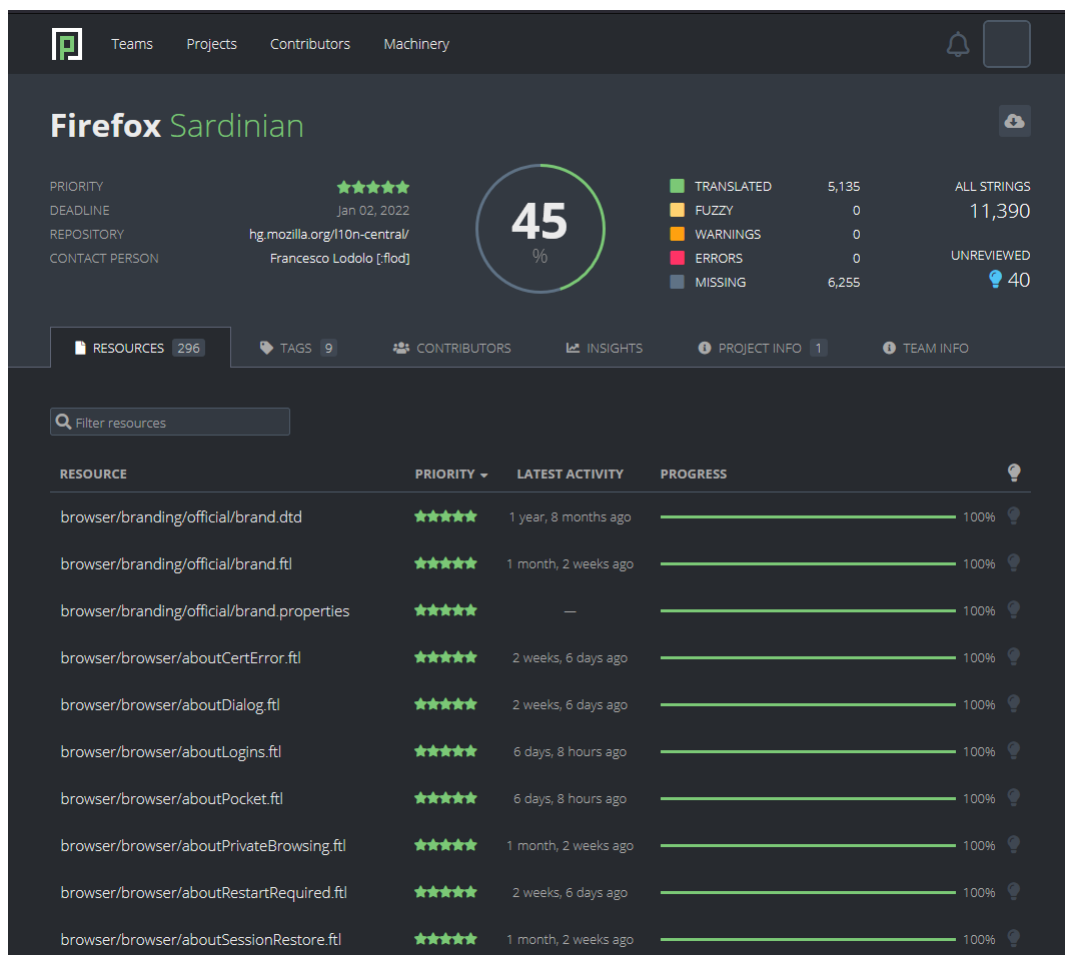 Teams Projects Contributors Machinery
Firefox Sardinian
PRIORITY
DEADLINE Jan 02, 2022
REPOSITORY hg.mozilla.org/l10n-central/
CONTACT PERSON Francesco Lodolo [:flod]
45
%
TRANSLATED 5,135
FUZZY 0
WARNINGS 0
ERRORS 0
MISSING 6,255
ALL STRINGS
11,390
UNREVIEWED
40
RESOURCES 296 TAGS 9 CONTRIBUTORS INSIGHTS PROJECT INFO 1 TEAM INFO
Filter resources
RESOURCE PRIORITY LATEST ACTIVITY PROGRESS
browser/branding/official/brand.dtd 1 year, 8 months ago 100%
browser/branding/official/brand.ftl 1 month, 2 weeks ago 100%
browser/branding/official/brand.properties — 100%
browser/browser/aboutCertError.ftl 2 weeks, 6 days ago 100%
browser/browser/aboutDialog.ftl 2 weeks, 6 days ago 100%
browser/browser/aboutLogins.ftl 6 days, 8 hours ago 100%
browser/browser/aboutPocket.ftl 6 days, 8 hours ago 100%
browser/browser/aboutPrivateBrowsing.ftl 1 month, 2 weeks ago 100%
browser/browser/aboutRestartRequired.ftl 2 weeks, 6 days ago 100%
browser/browser/aboutSessionRestore.ftl 1 month, 2 weeks ago 100%